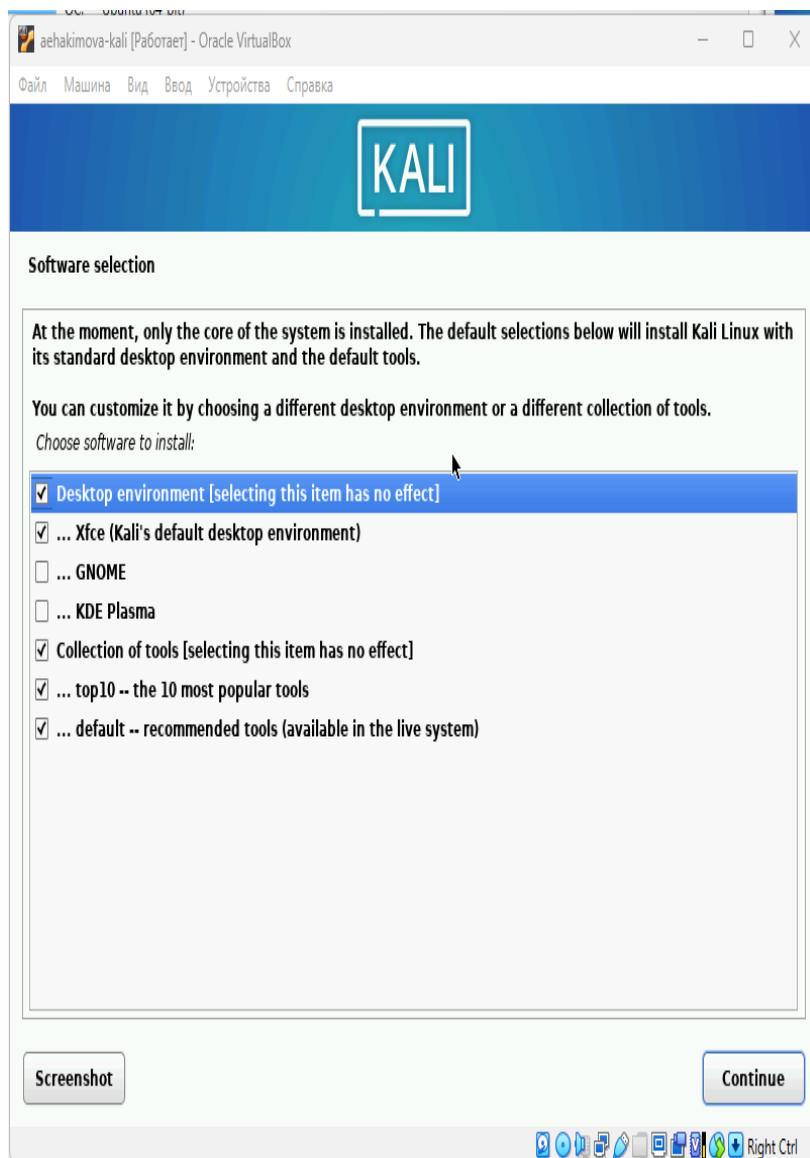 aehakimova-kali [Работает] - Oracle VirtualBox
Файл Машина Вид Ввод Устройства Справка
KALI
Software selection
At the moment, only the core of the system is installed. The default selections below will install Kali Linux with
its standard desktop environment and the default tools.
You can customize it by choosing a different desktop environment or a different collection of tools.
Choose software to install:
Desktop environment [selecting this item has no effect]
... Xfce (Kali's default desktop environment)
... GNOME
... KDE Plasma
Collection of tools [selecting this item has no effect]
... top10 -- the 10 most popular tools
... default -- recommended tools (available in the live system)
Screenshot
Continue
Right Ctrl